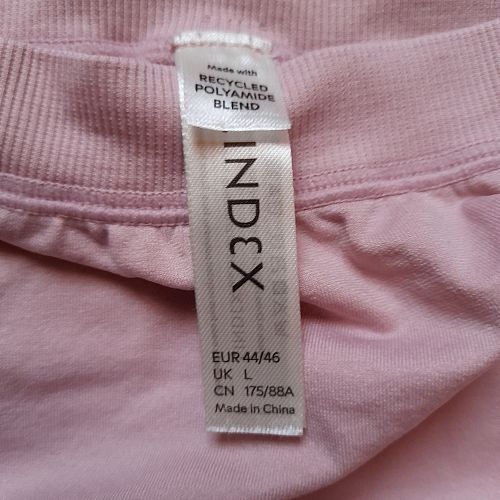 Made with
RECYCLED
POLYAMIDE
BLEND
INDEX
EUR 44/46
UK L
CN 175/88A
Made in China